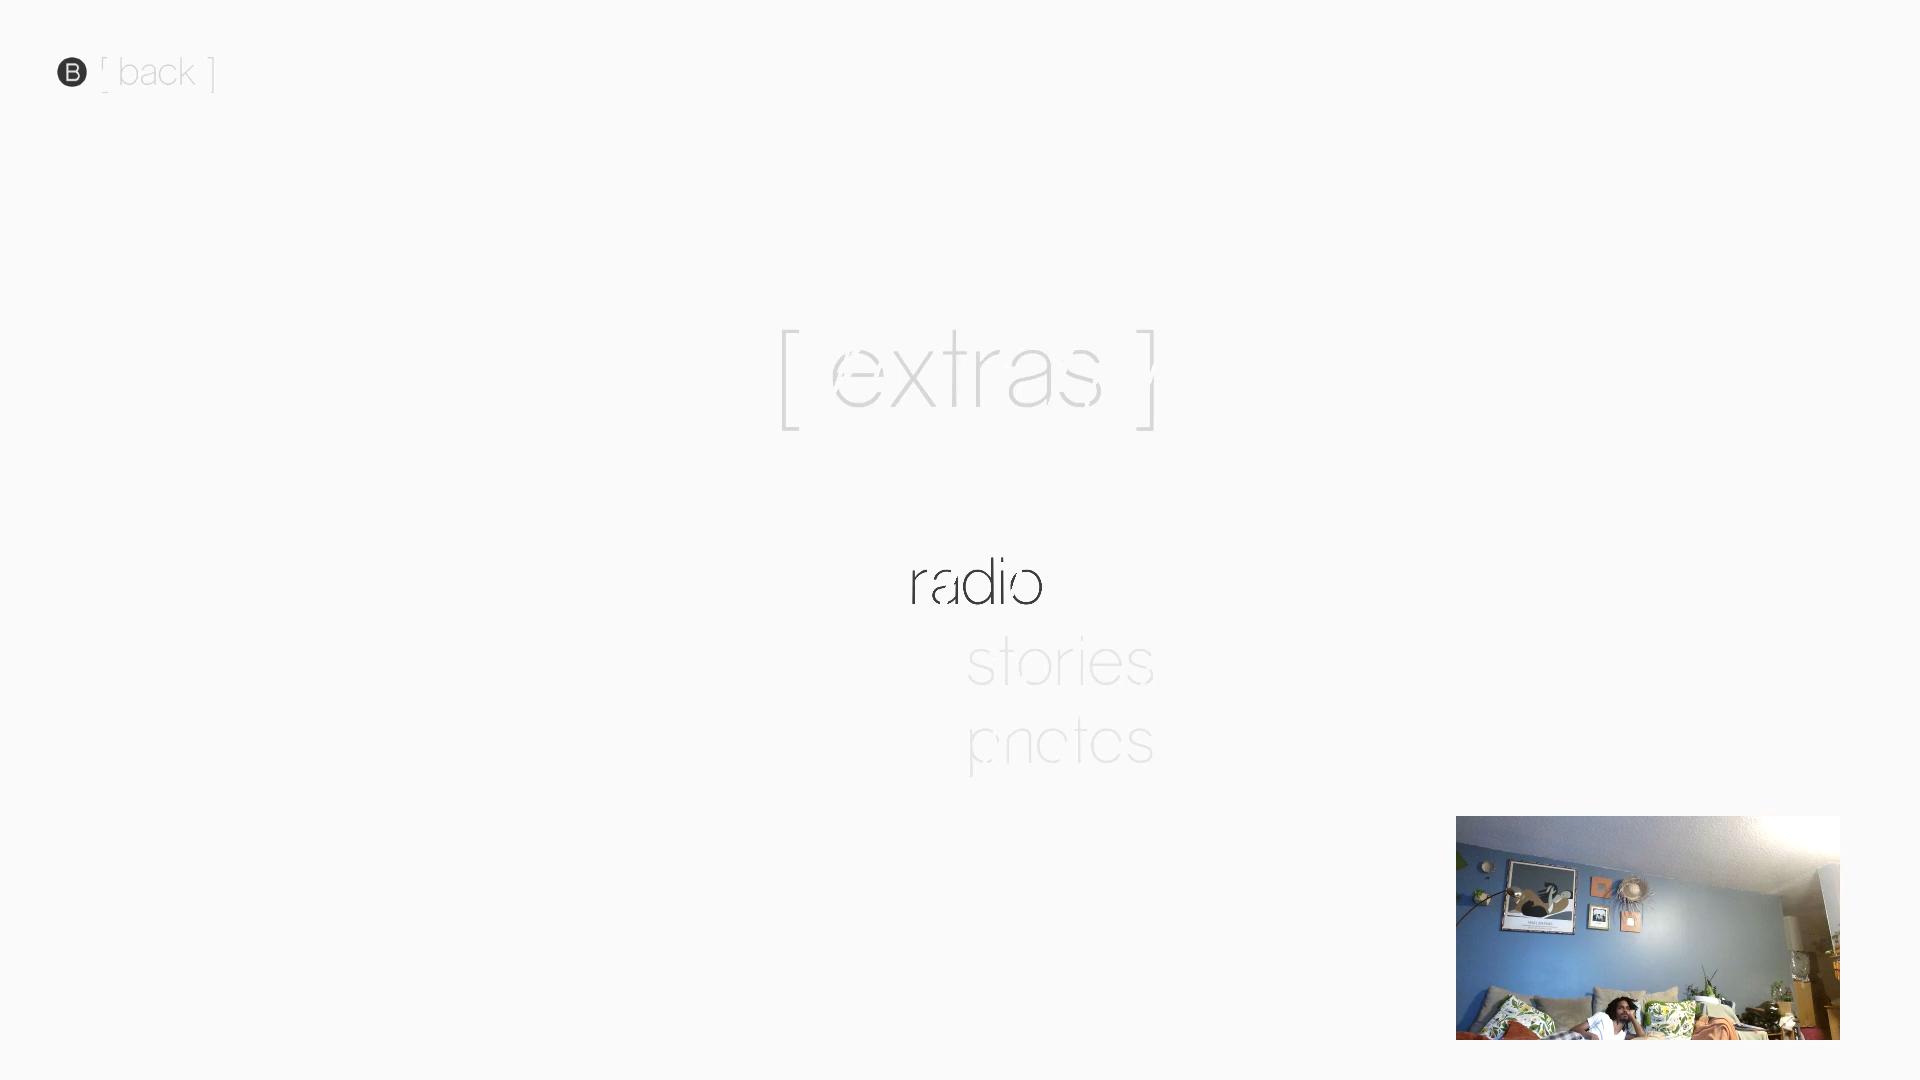 B [ back ]
[ extras ]
radio
stories
photos